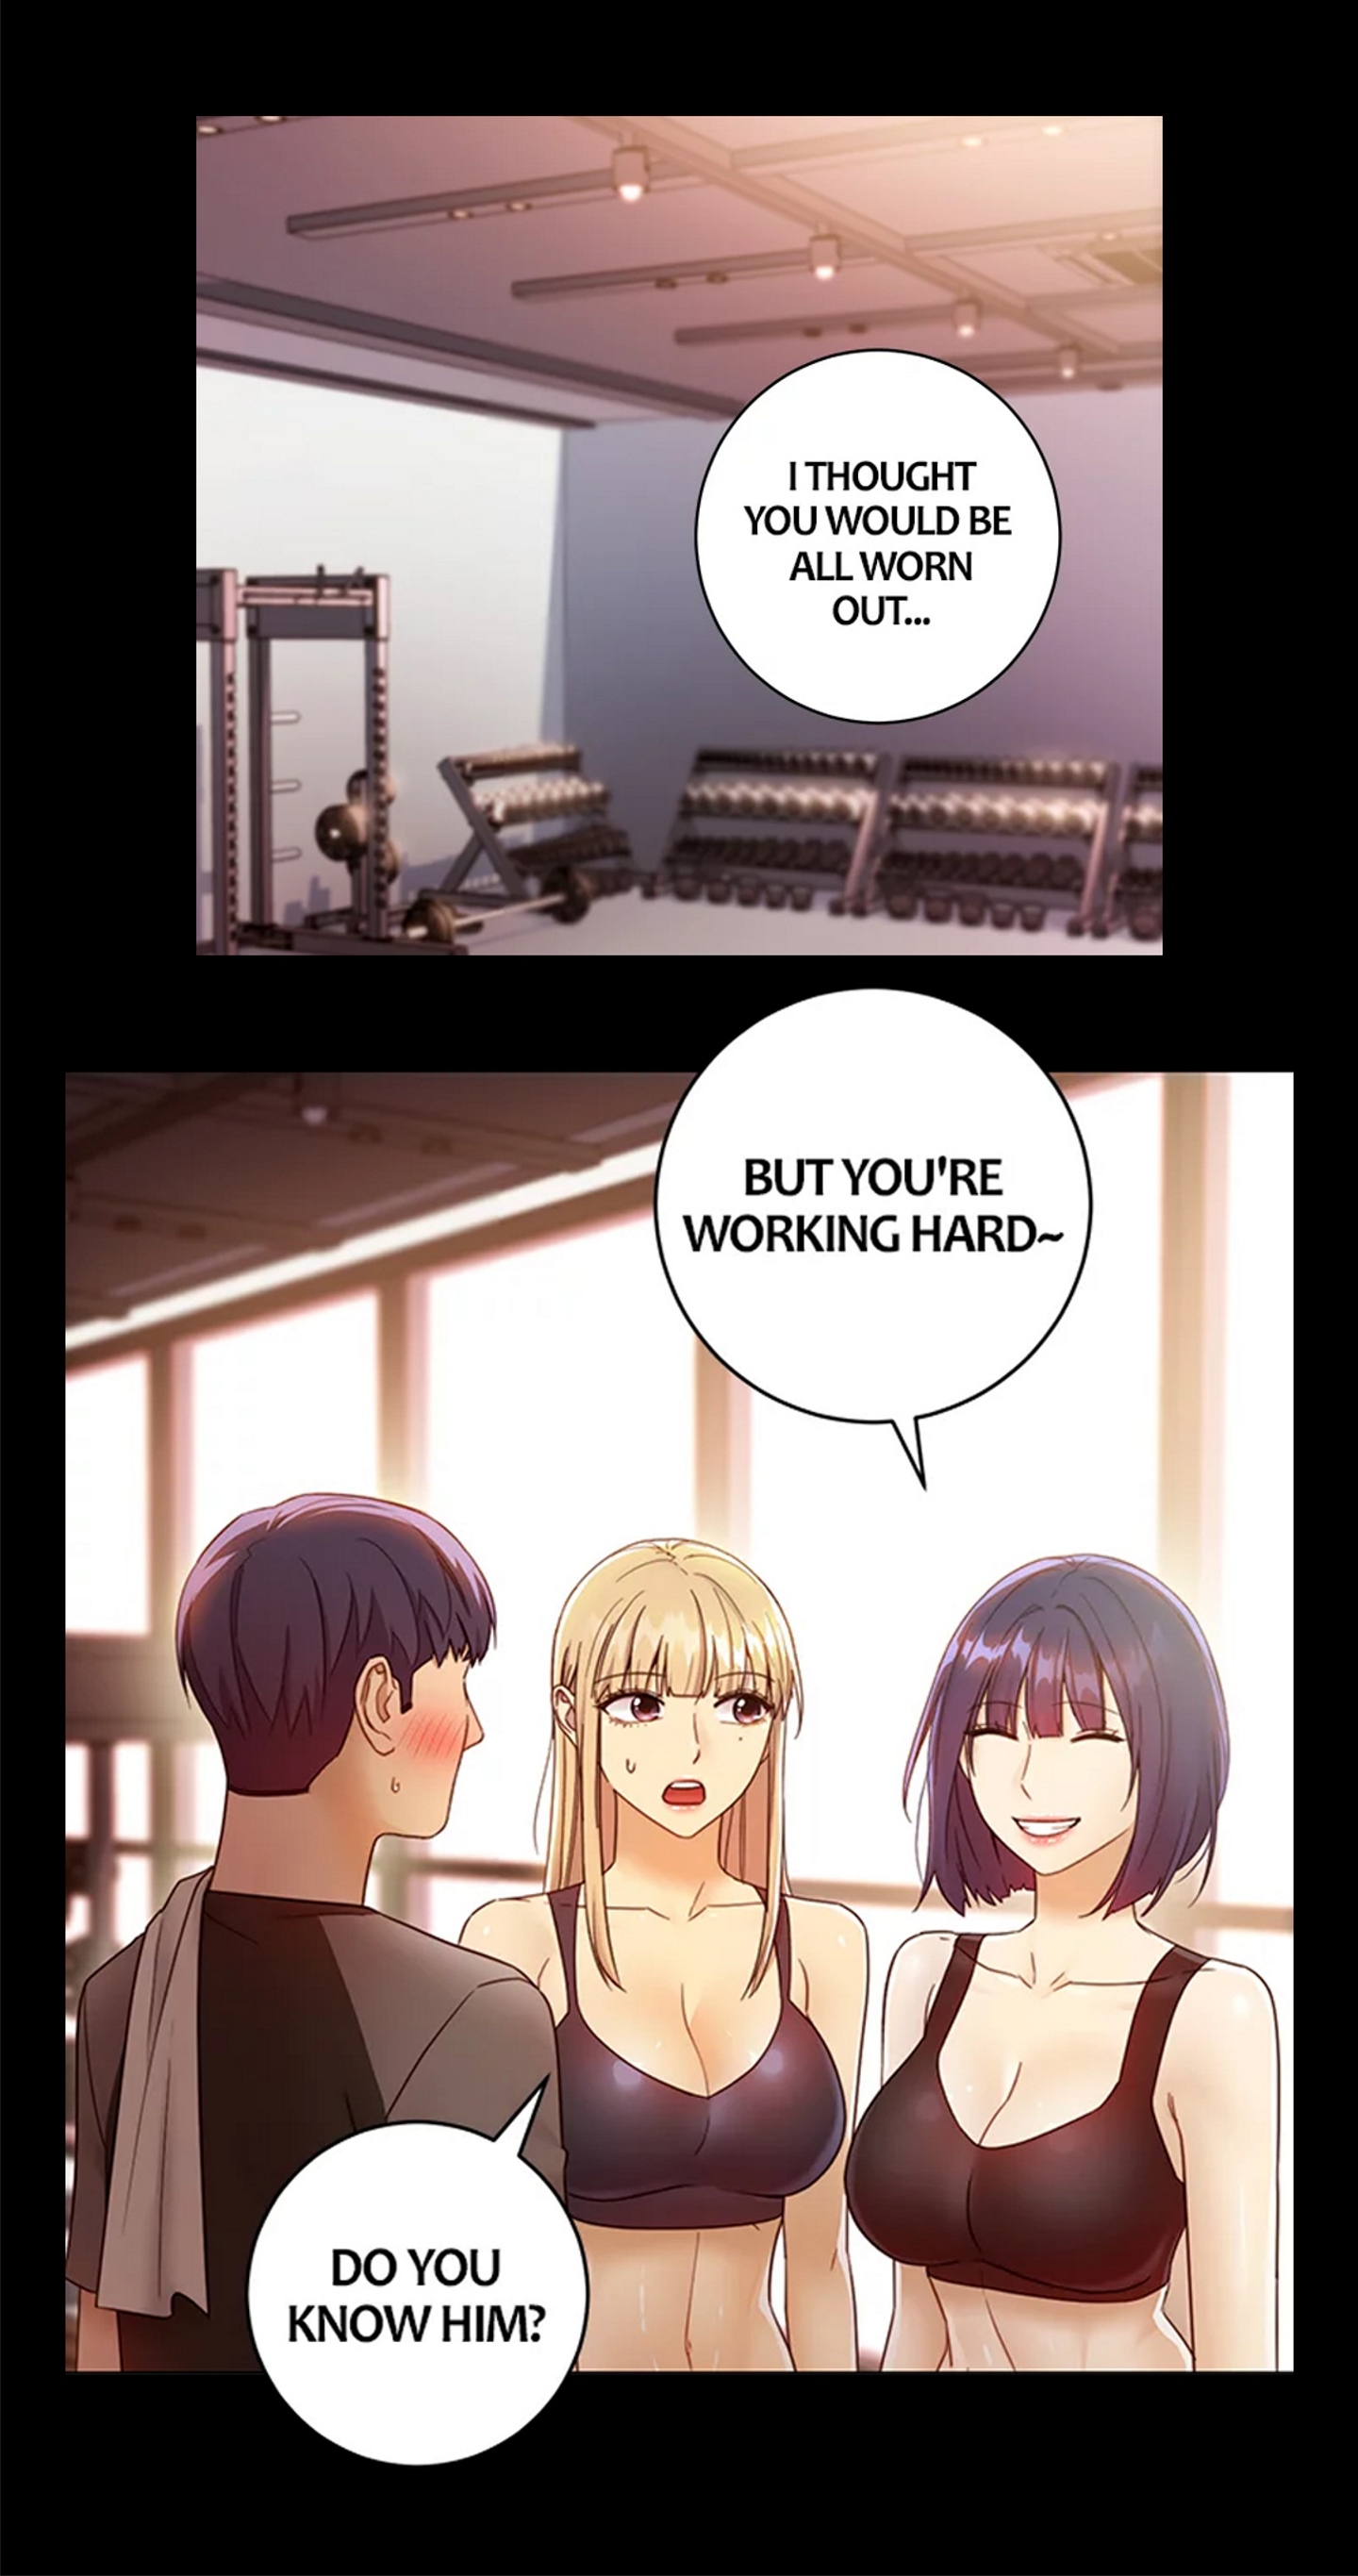 I THOUGHT
YOU WOULD BE
ALL WORN
OUT...
BUT YOU'RE
WORKING HARD~
DO YOU
KNOW HIM?